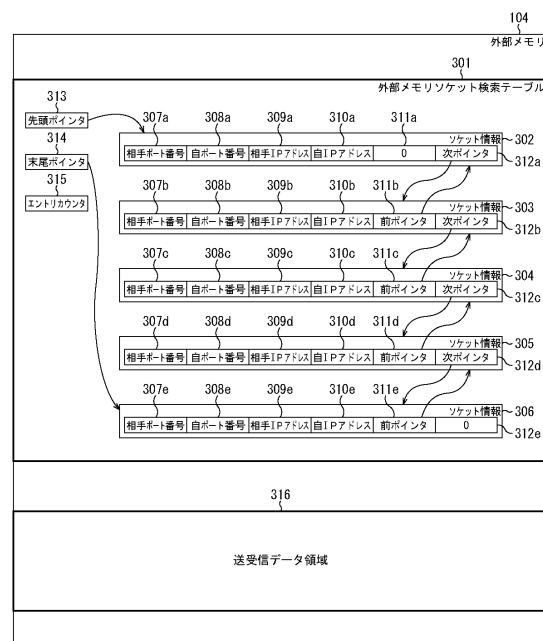 104
外部メモリ
301
外部メモリソケット検索テーブル
313
先頭ポインタ
314
末尾ポインタ
315
エントリカウンタ
307a 308a 309a 310a 311a
ソケット情報 302
相手ポート番号 自ポート番号 相手IPアドレス 自IPアドレス 0 次ポインタ 312a
307b 308b 309b 310b 311b
ソケット情報 303
相手ポート番号 自ポート番号 相手IPアドレス 自IPアドレス 前ポインタ 次ポインタ 312b
307c 308c 309c 310c 311c
ソケット情報 304
相手ポート番号 自ポート番号 相手IPアドレス 自IPアドレス 前ポインタ 次ポインタ 312c
307d 308d 309d 310d 311d
ソケット情報 305
相手ポート番号 自ポート番号 相手IPアドレス 自IPアドレス 前ポインタ 次ポインタ 312d
307e 308e 309e 310e 311e
ソケット情報 306
相手ポート番号 自ポート番号 相手IPアドレス 自IPアドレス 前ポインタ 0 312e
316
送受信データ領域